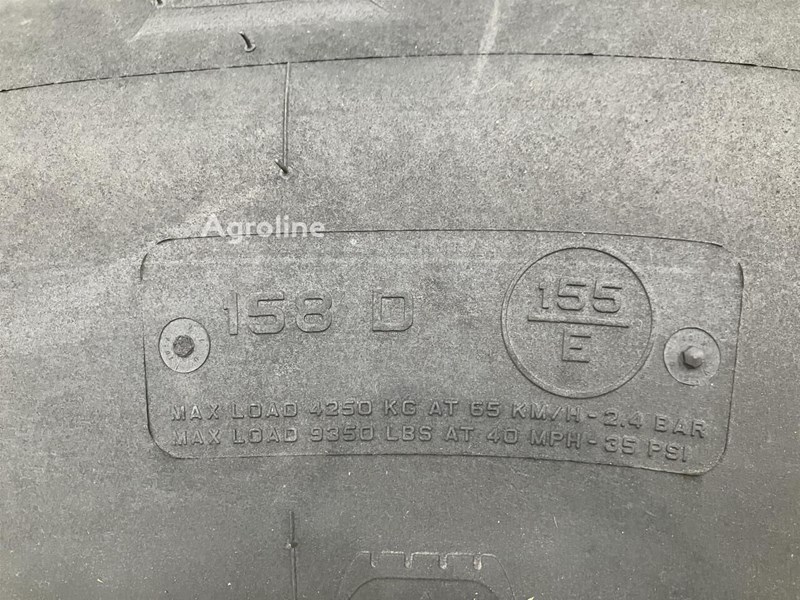 Agroline
158 D
155
E
MAX LOAD 4250 KG AT 65 KM/H - 2.4 BAR
MAX LOAD 9350 LBS AT 40 MPH - 35 PSI